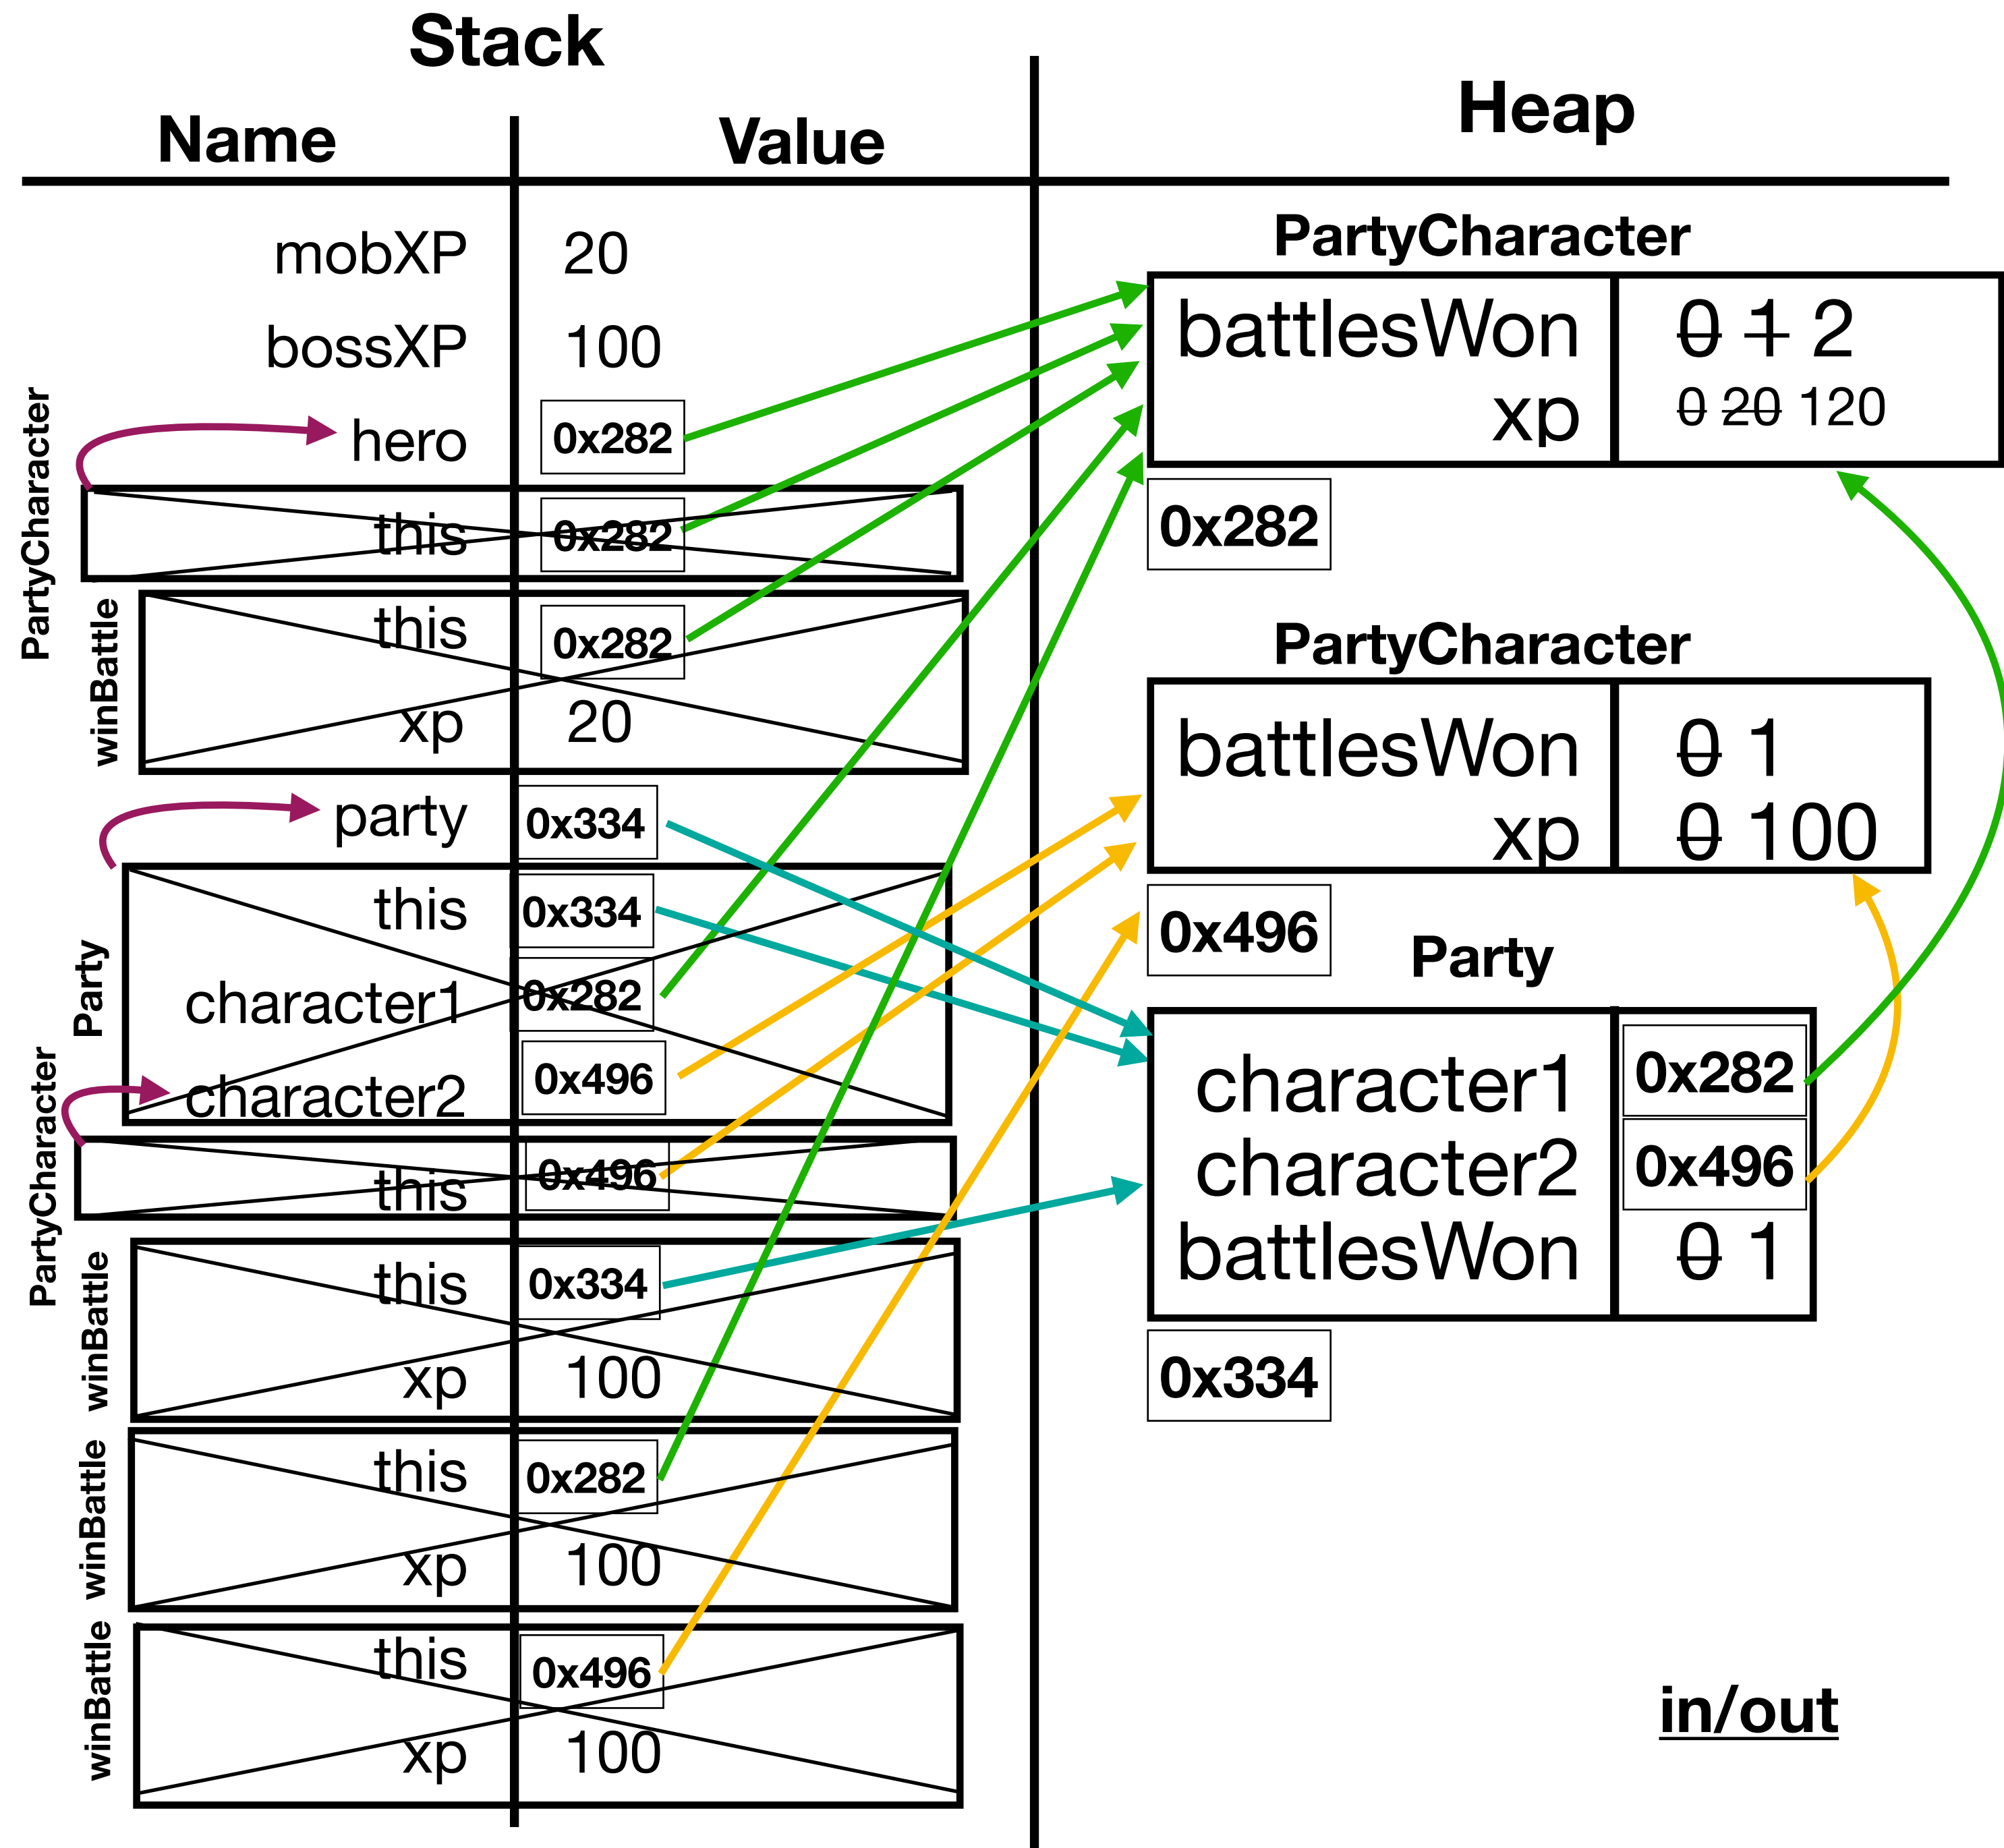 Stack
Name Value
Heap
mobXP 20
bossXP 100
hero 0x282
PartyCharacter
this 0x282
winBattle
this 0x282
xp 20
party 0x334
Party
this 0x334
character1 0x282
character2 0x496
PartyCharacter
this 0x496
winBattle
this 0x334
xp 100
winBattle
this 0x282
xp 100
winBattle
this 0x496
xp 100
PartyCharacter
battlesWon 0 1 2
xp 0 20 120
0x282
PartyCharacter
battlesWon 0 1
xp 0 100
0x496
Party
character1 0x282
character2 0x496
battlesWon 0 1
0x334
in/out